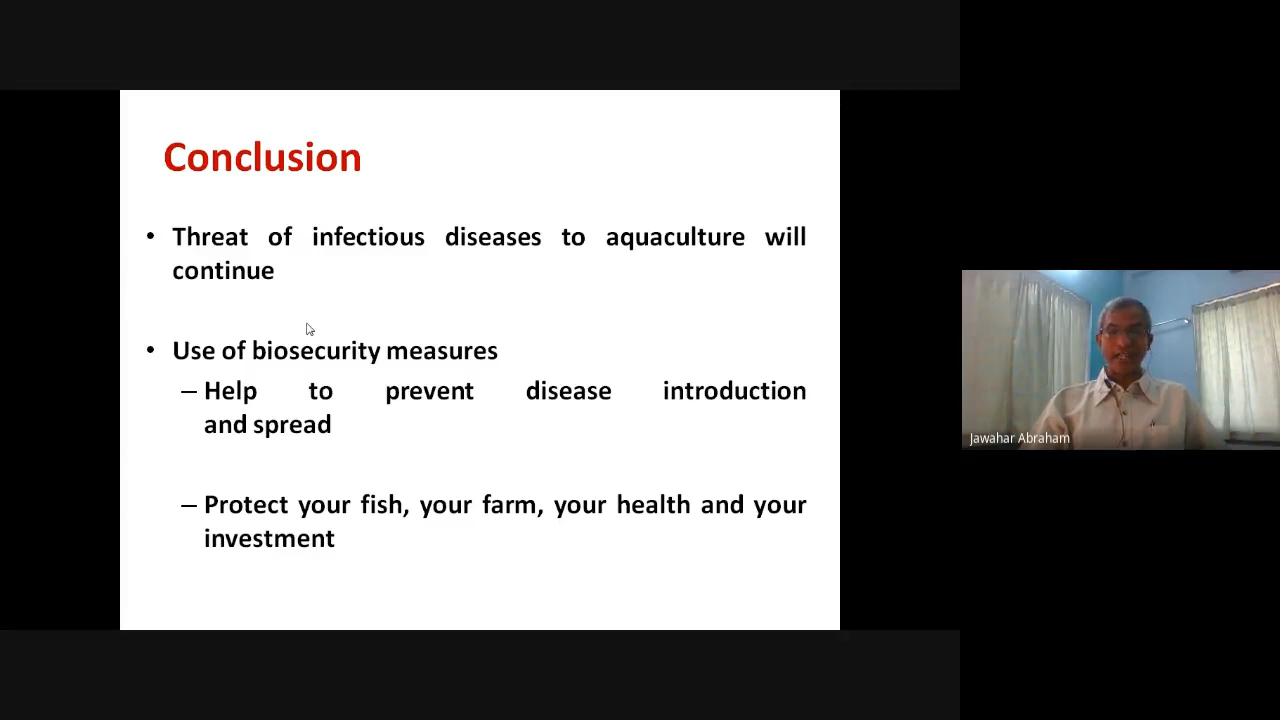 Conclusion
• Threat of infectious diseases to aquaculture will
continue
• Use of biosecurity measures
– Help to prevent disease introduction
and spread
– Protect your fish, your farm, your health and your
investment
Jawahar Abraham